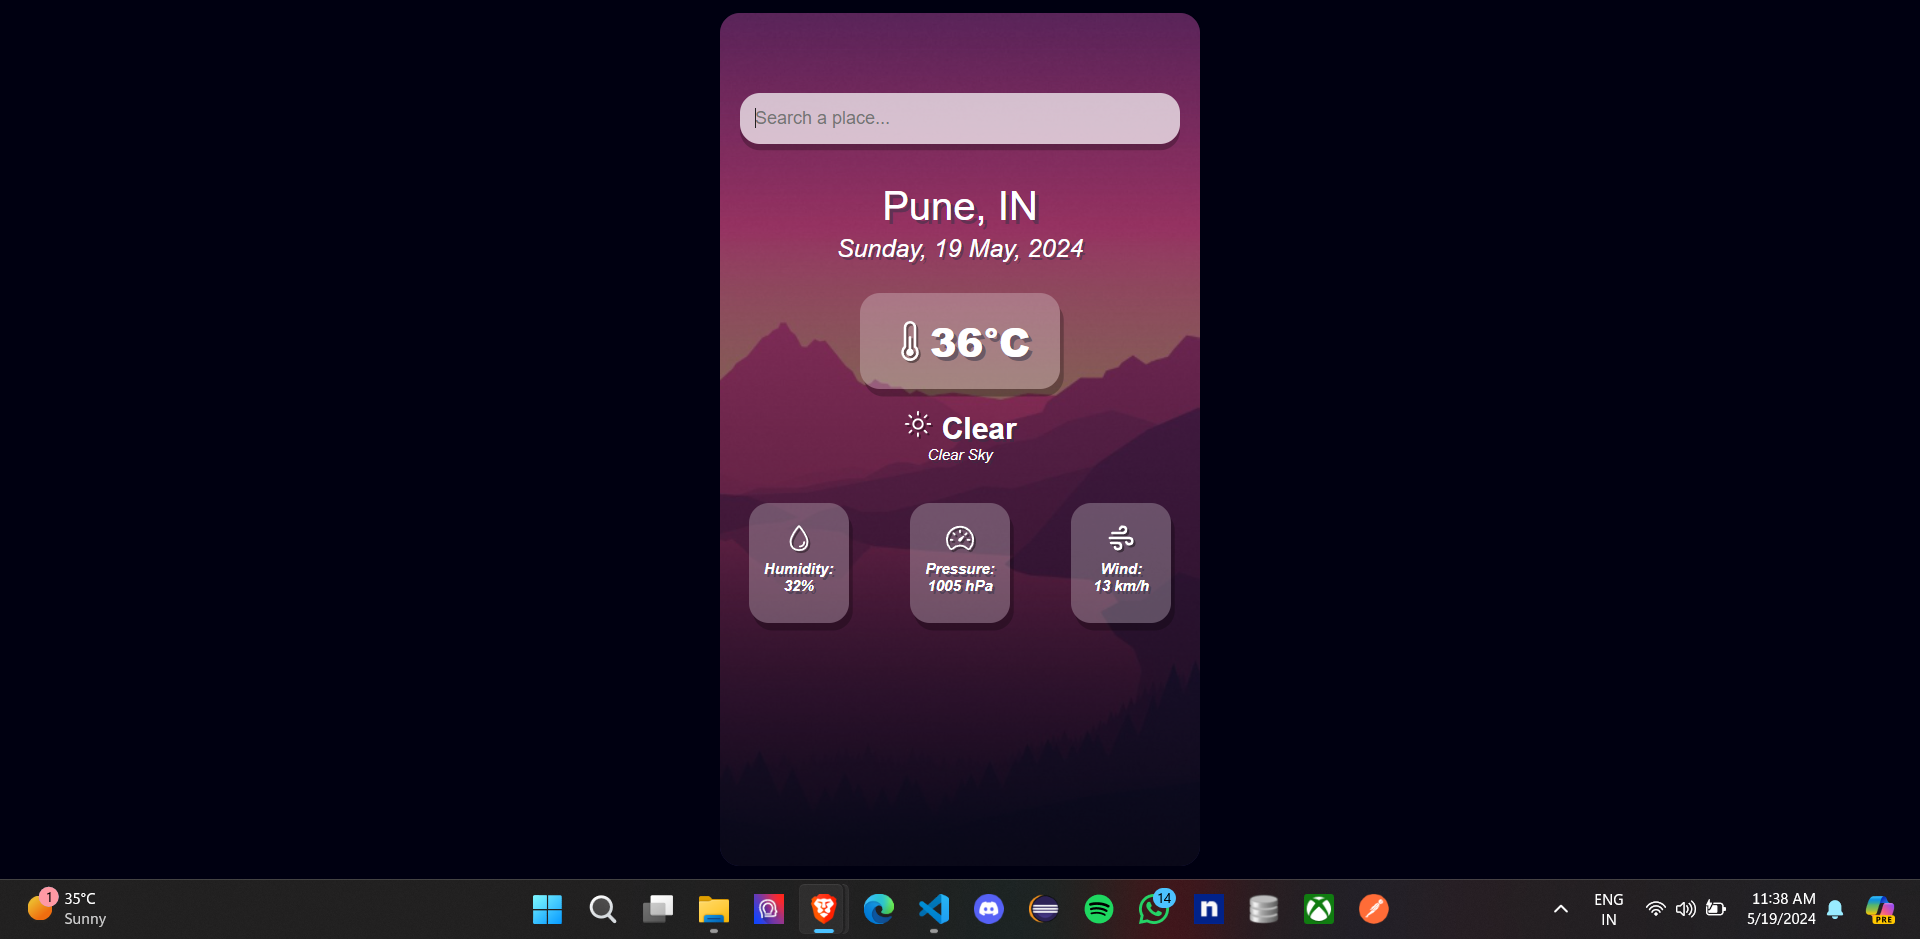 Search a place...
Pune, IN
Sunday, 19 May, 2024
36°C
Clear
Clear Sky
Humidity:
32%
Pressure:
1005 hPa
Wind:
13 km/h
1
35°C
Sunny
14
n
ENG
IN
11:38 AM
5/19/2024
PRE